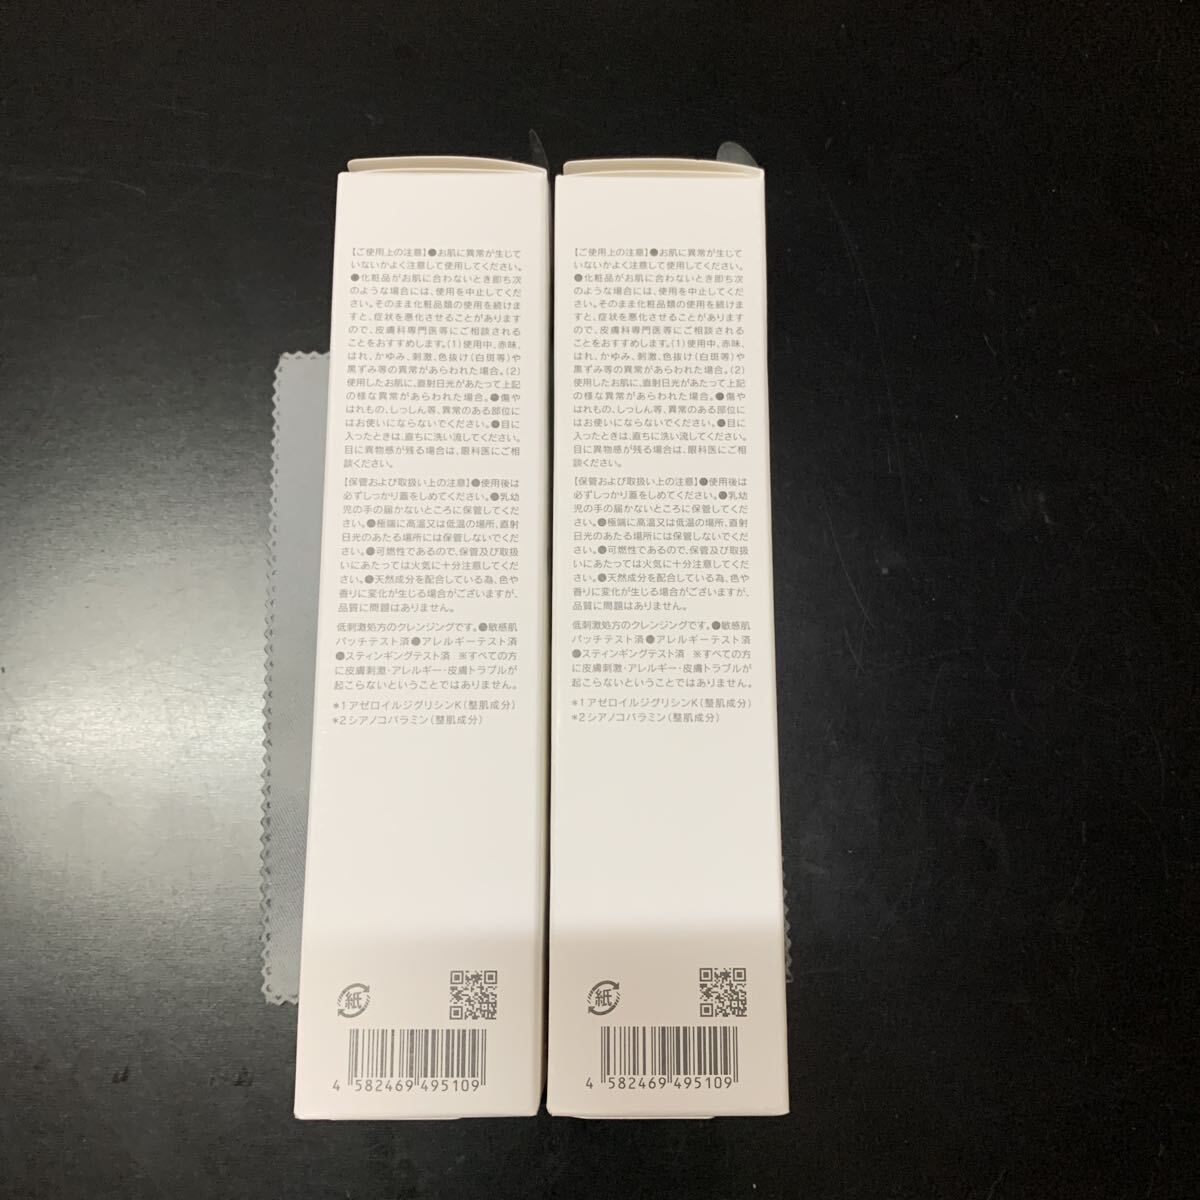 【ご使用上の注意】●お肌に異常が生じて
いないかよく注意して使用してください。
●化粧品がお肌に合わないとき即ち次
のような場合には、使用を中止してくだ
さい。そのまま化粧品類の使用を続けま
すと、症状を悪化させることがあります
ので、皮膚科専門医等にご相談される
ことをおすすめします。(1)使用中、赤味、
はれ、かゆみ、刺激、色抜け(白斑等)や
黒ずみ等の異常があらわれた場合。(2)
使用したお肌に、直射日光があたって上記
の様な異常があらわれた場合。●傷や
はれもの、しっしん等、異常のある部位に
はお使いにならないでください。●目に
入ったときは、直ちに洗い流してください。
目に異物感が残る場合は、眼科医にご相
談ください。
【保管および取扱い上の注意】●使用後は
必ずしっかり蓋をしめてください。●乳幼
児の手の届かないところに保管してくだ
さい。●極端に高温又は低温の場所、直射
日光のあたる場所には保管しないでくだ
さい。●可燃性であるので、保管及び取扱
いにあたっては火気に十分注意してくだ
さい。●天然成分を配合している為、色や
香りに変化が生じる場合がございますが、
品質に問題はありません。
低刺激処方のクレンジングです。●敏感肌
パッチテスト済●アレルギーテスト済
●スティンギングテスト済 ※すべての方
に皮膚刺激・アレルギー・皮膚トラブルが
起こらないということではありません。
*1アゼロイルジグリシンK(整肌成分)
*2シアノコバラミン(整肌成分)
紙
4 582469 495109
【ご使用上の注意】●お肌に異常が生じて
いないかよく注意して使用してください。
●化粧品がお肌に合わないとき即ち次
のような場合には、使用を中止してくだ
さい。そのまま化粧品類の使用を続けま
すと、症状を悪化させることがあります
ので、皮膚科専門医等にご相談される
ことをおすすめします。(1)使用中、赤味、
はれ、かゆみ、刺激、色抜け(白斑等)や
黒ずみ等の異常があらわれた場合。(2)
使用したお肌に、直射日光があたって上記
の様な異常があらわれた場合。●傷や
はれもの、しっしん等、異常のある部位に
はお使いにならないでください。●目に
入ったときは、直ちに洗い流してください。
目に異物感が残る場合は、眼科医にご相
談ください。
【保管および取扱い上の注意】●使用後は
必ずしっかり蓋をしめてください。●乳幼
児の手の届かないところに保管してくだ
さい。●極端に高温又は低温の場所、直射
日光のあたる場所には保管しないでくだ
さい。●可燃性であるので、保管及び取扱
いにあたっては火気に十分注意してくだ
さい。●天然成分を配合している為、色や
香りに変化が生じる場合がございますが、
品質に問題はありません。
低刺激処方のクレンジングです。●敏感肌
パッチテスト済●アレルギーテスト済
●スティンギングテスト済 ※すべての方
に皮膚刺激・アレルギー・皮膚トラブルが
起こらないということではありません。
*1アゼロイルジグリシンK(整肌成分)
*2シアノコバラミン(整肌成分)
紙
4 582469 495109